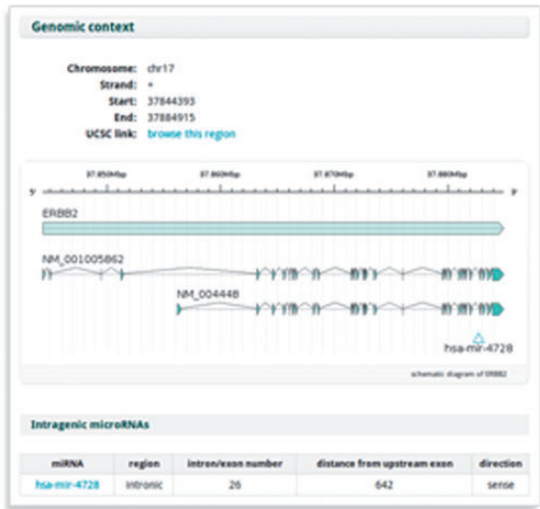 Genomic context
Chromosome: chr17
Strand: +
Start: 37844393
End: 37884915
UCSC link: browse this region
37.850Mbp 37.860Mbp 37.870Mbp 37.880Mbp
ERBB2
NM_001005862
NM_004448
hsa-mir-4728
schematic diagram of ERBB2
Intragenic microRNAs
miRNA region intron/exon number distance from upstream exon direction
hsa-mir-4728 Intronic 26 642 sense